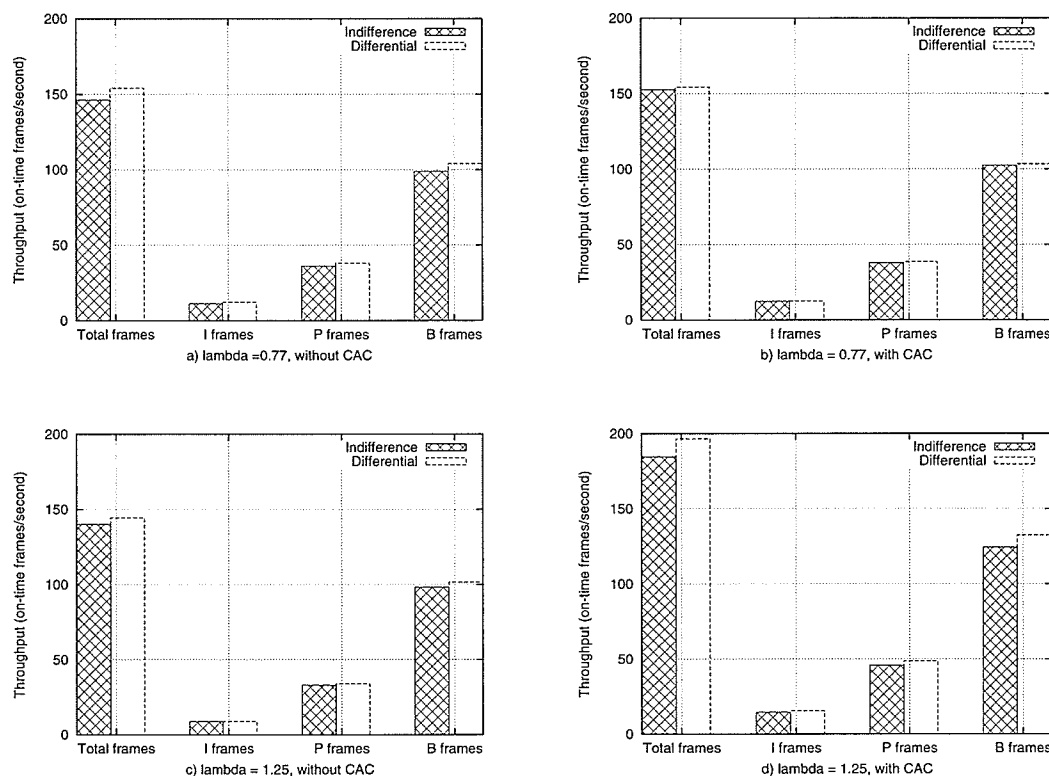 200
150
100
50
0
Throughput (on-time frames/second)
Indifference
Differential
Total frames
I frames
P frames
B frames
a) lambda =0.77, without CAC
200
150
100
50
0
Throughput (on-time frames/second)
Indifference
Differential
Total frames
I frames
P frames
B frames
b) lambda = 0.77, with CAC
200
150
100
50
0
Throughput (on-time frames/second)
Indifference
Differential
Total frames
I frames
P frames
B frames
c) lambda = 1.25, without CAC
200
150
100
50
0
Throughput (on-time frames/second)
Indifference
Differential
Total frames
I frames
P frames
B frames
d) lambda = 1.25, with CAC